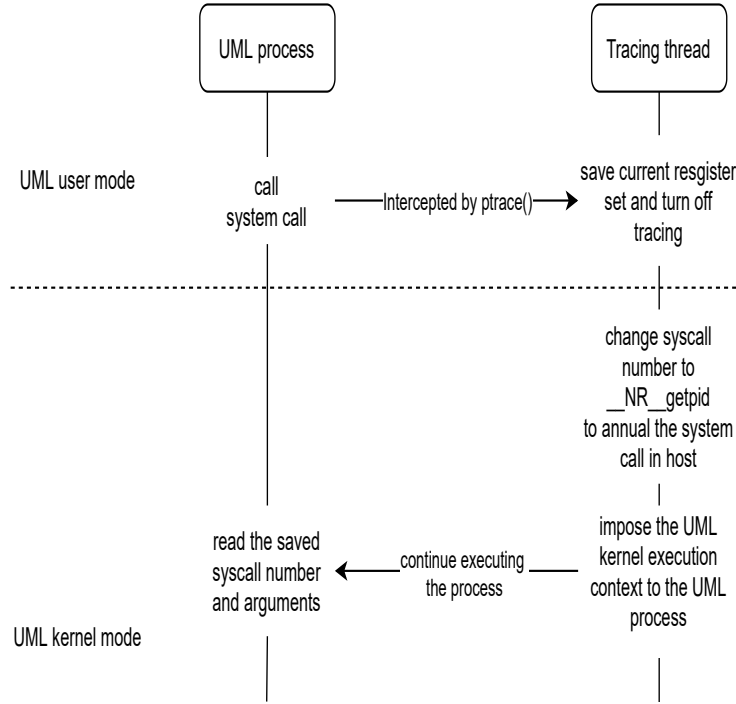 UML process
Tracing thread
UML user mode
call
system call
Intercepted by ptrace()
save current resgister
set and turn off
tracing
change syscall
number to
__NR__getpid
to annual the system
call in host
read the saved
syscall number
and arguments
continue executing
the process
impose the UML
kernel execution
context to the UML
process
UML kernel mode